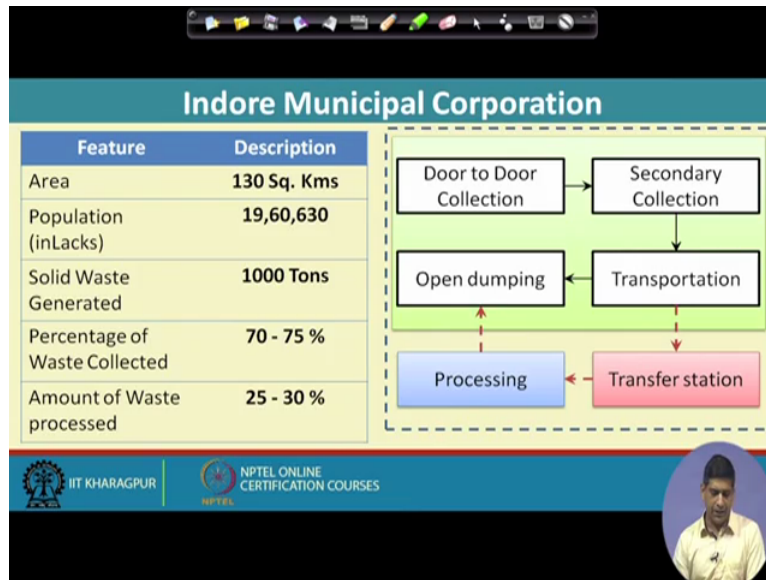 Indore Municipal Corporation
Feature Description
Area 130 Sq. Kms
Population 19,60,630
(inLacks)
Solid Waste 1000 Tons
Generated
Percentage of 70 - 75 %
Waste Collected
Amount of Waste 25 - 30 %
processed
Door to Door
Collection
Secondary
Collection
Open dumping
Transportation
Processing
Transfer station
IIT KHARAGPUR
NPTEL
NPTEL ONLINE
CERTIFICATION COURSES